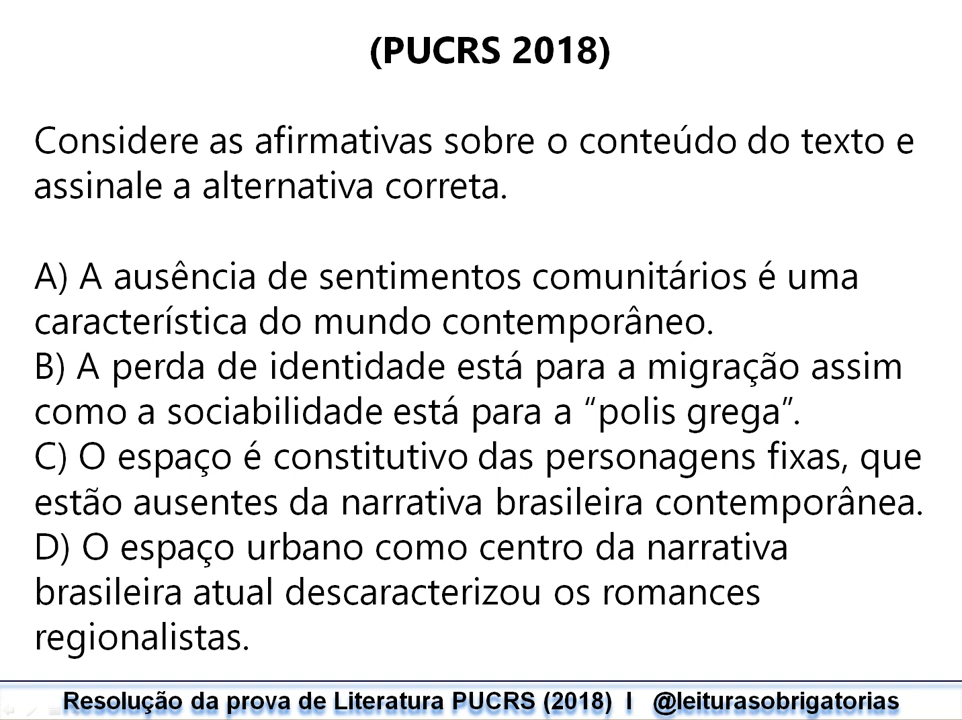 (PUCRS 2018)
Considere as afirmativas sobre o conteúdo do texto e
assinale a alternativa correta.
A) A ausência de sentimentos comunitários é uma
característica do mundo contemporâneo.
B) A perda de identidade está para a migração assim
como a sociabilidade está para a “polis grega”.
C) O espaço é constitutivo das personagens fixas, que
estão ausentes da narrativa brasileira contemporânea.
D) O espaço urbano como centro da narrativa
brasileira atual descaracterizou os romances
regionalistas.
Resolução da prova de Literatura PUCRS (2018) I @leiturasobrigatorias